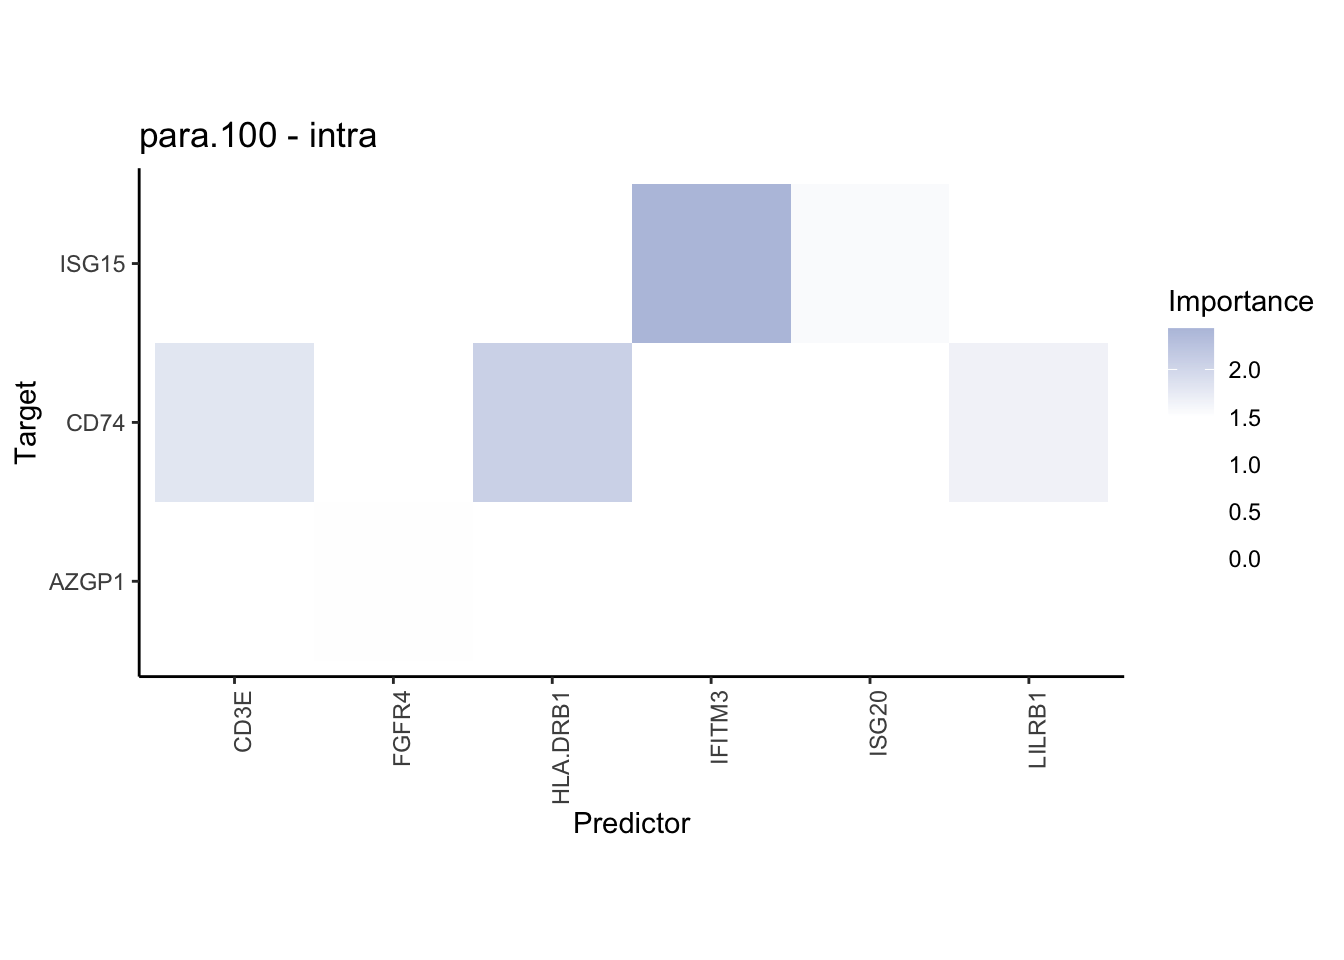 para.100 - intra
Target
ISG15
CD74
AZGP1
CD3E
FGFR4
HLA.DRB1
IFITM3
ISG20
LILRB1
Predictor
Importance
2.0
1.5
1.0
0.5
0.0